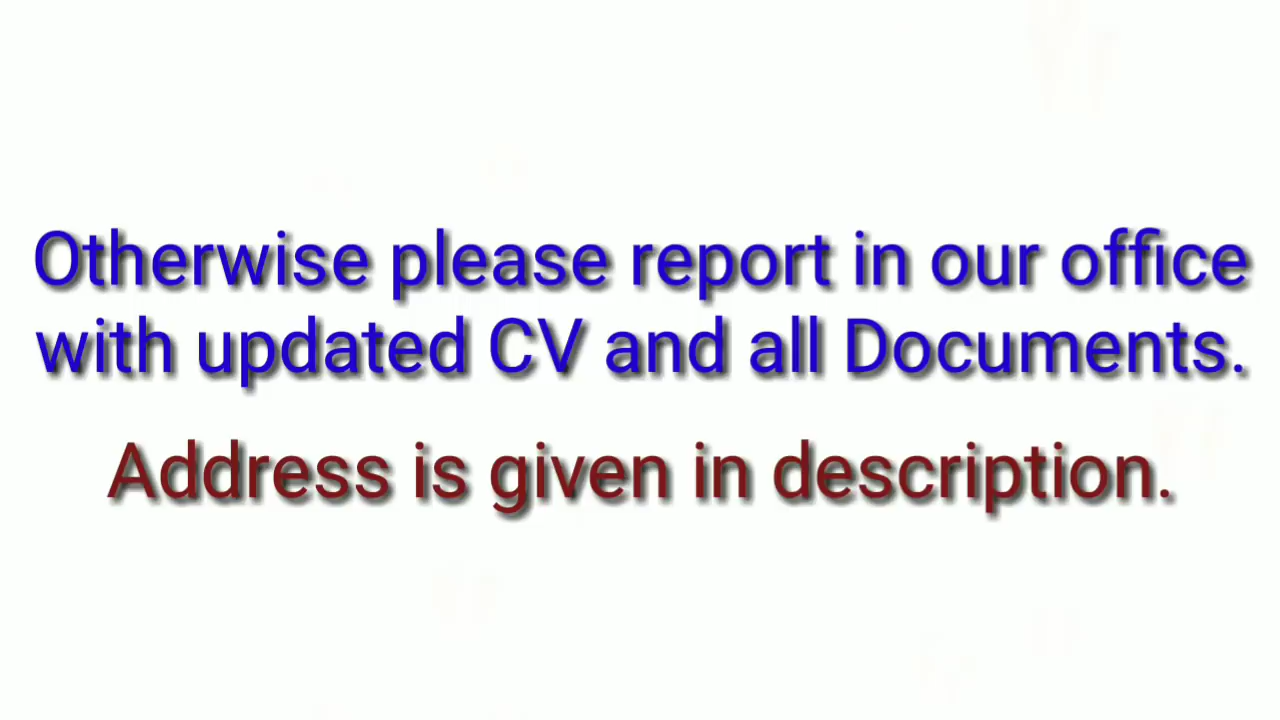 Otherwise please report in our office
with updated CV and all Documents.
Address is given in description.